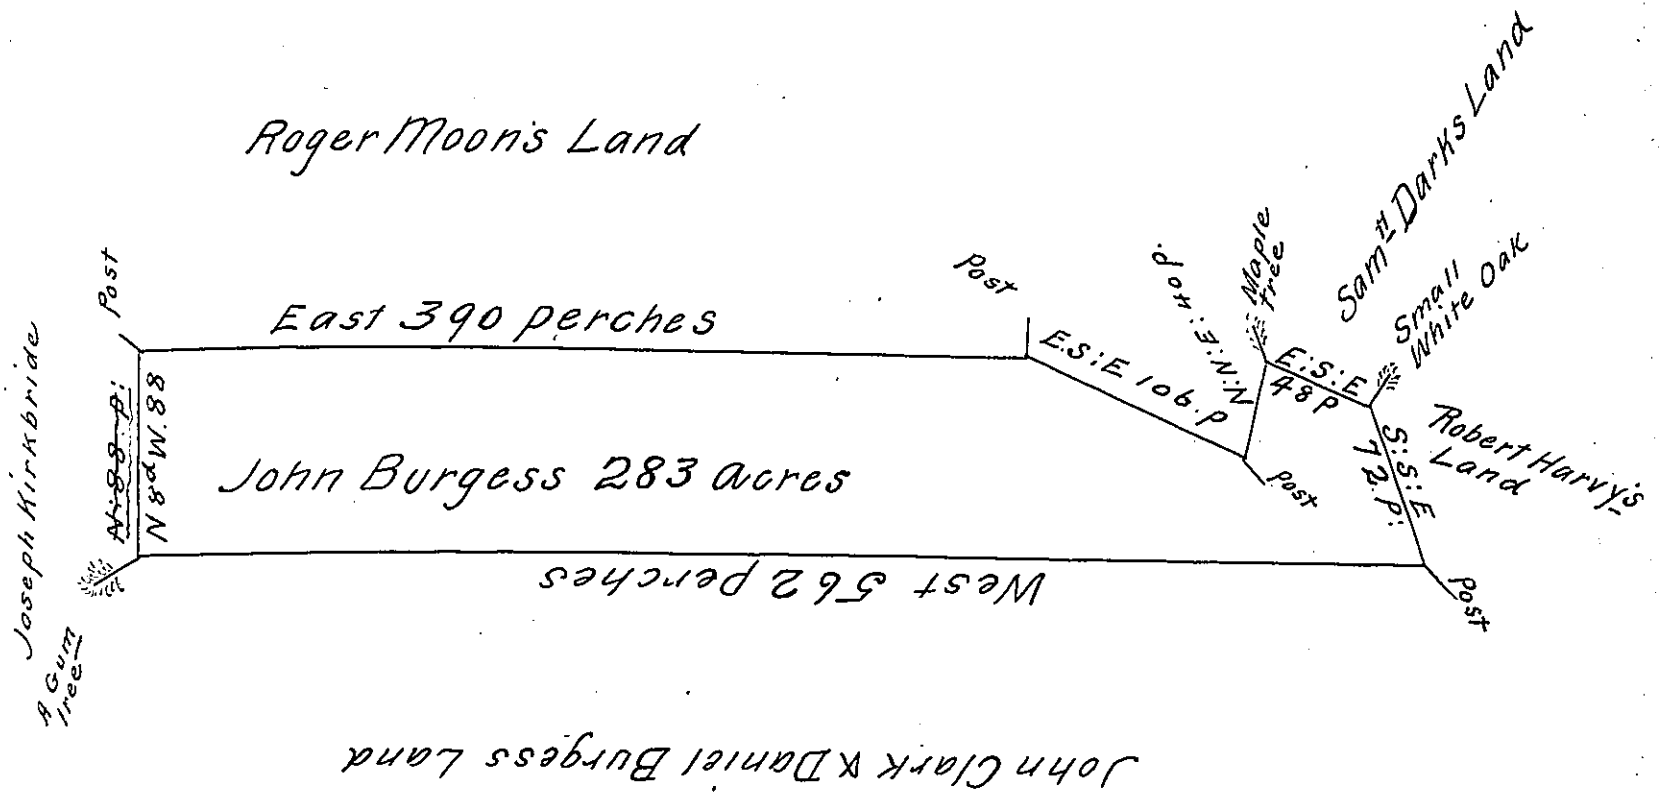 Roger Moon's Land
Sam^ll Darks Land
Small
White Oak
Maple
tree
Post
Post
East 390 perches
N:N:E: 40 p.
E.S:E 106.P
E:S:E
48 P
Joseph Kirkbride
N:88:p:
N 8^d W. 88
John Burgess 283 acres
Robert Harvy's
Land
S:S:E
72.P:
Post
West 562 perches
Post
A Gum
Tree
John Clark & Daniel Burgess Land